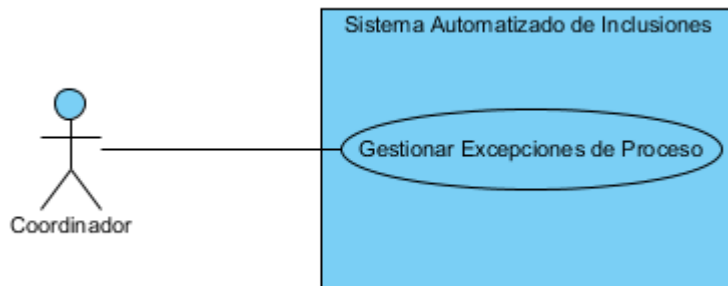 Sistema Automatizado de Inclusiones
Gestionar Excepciones de Proceso
Coordinador